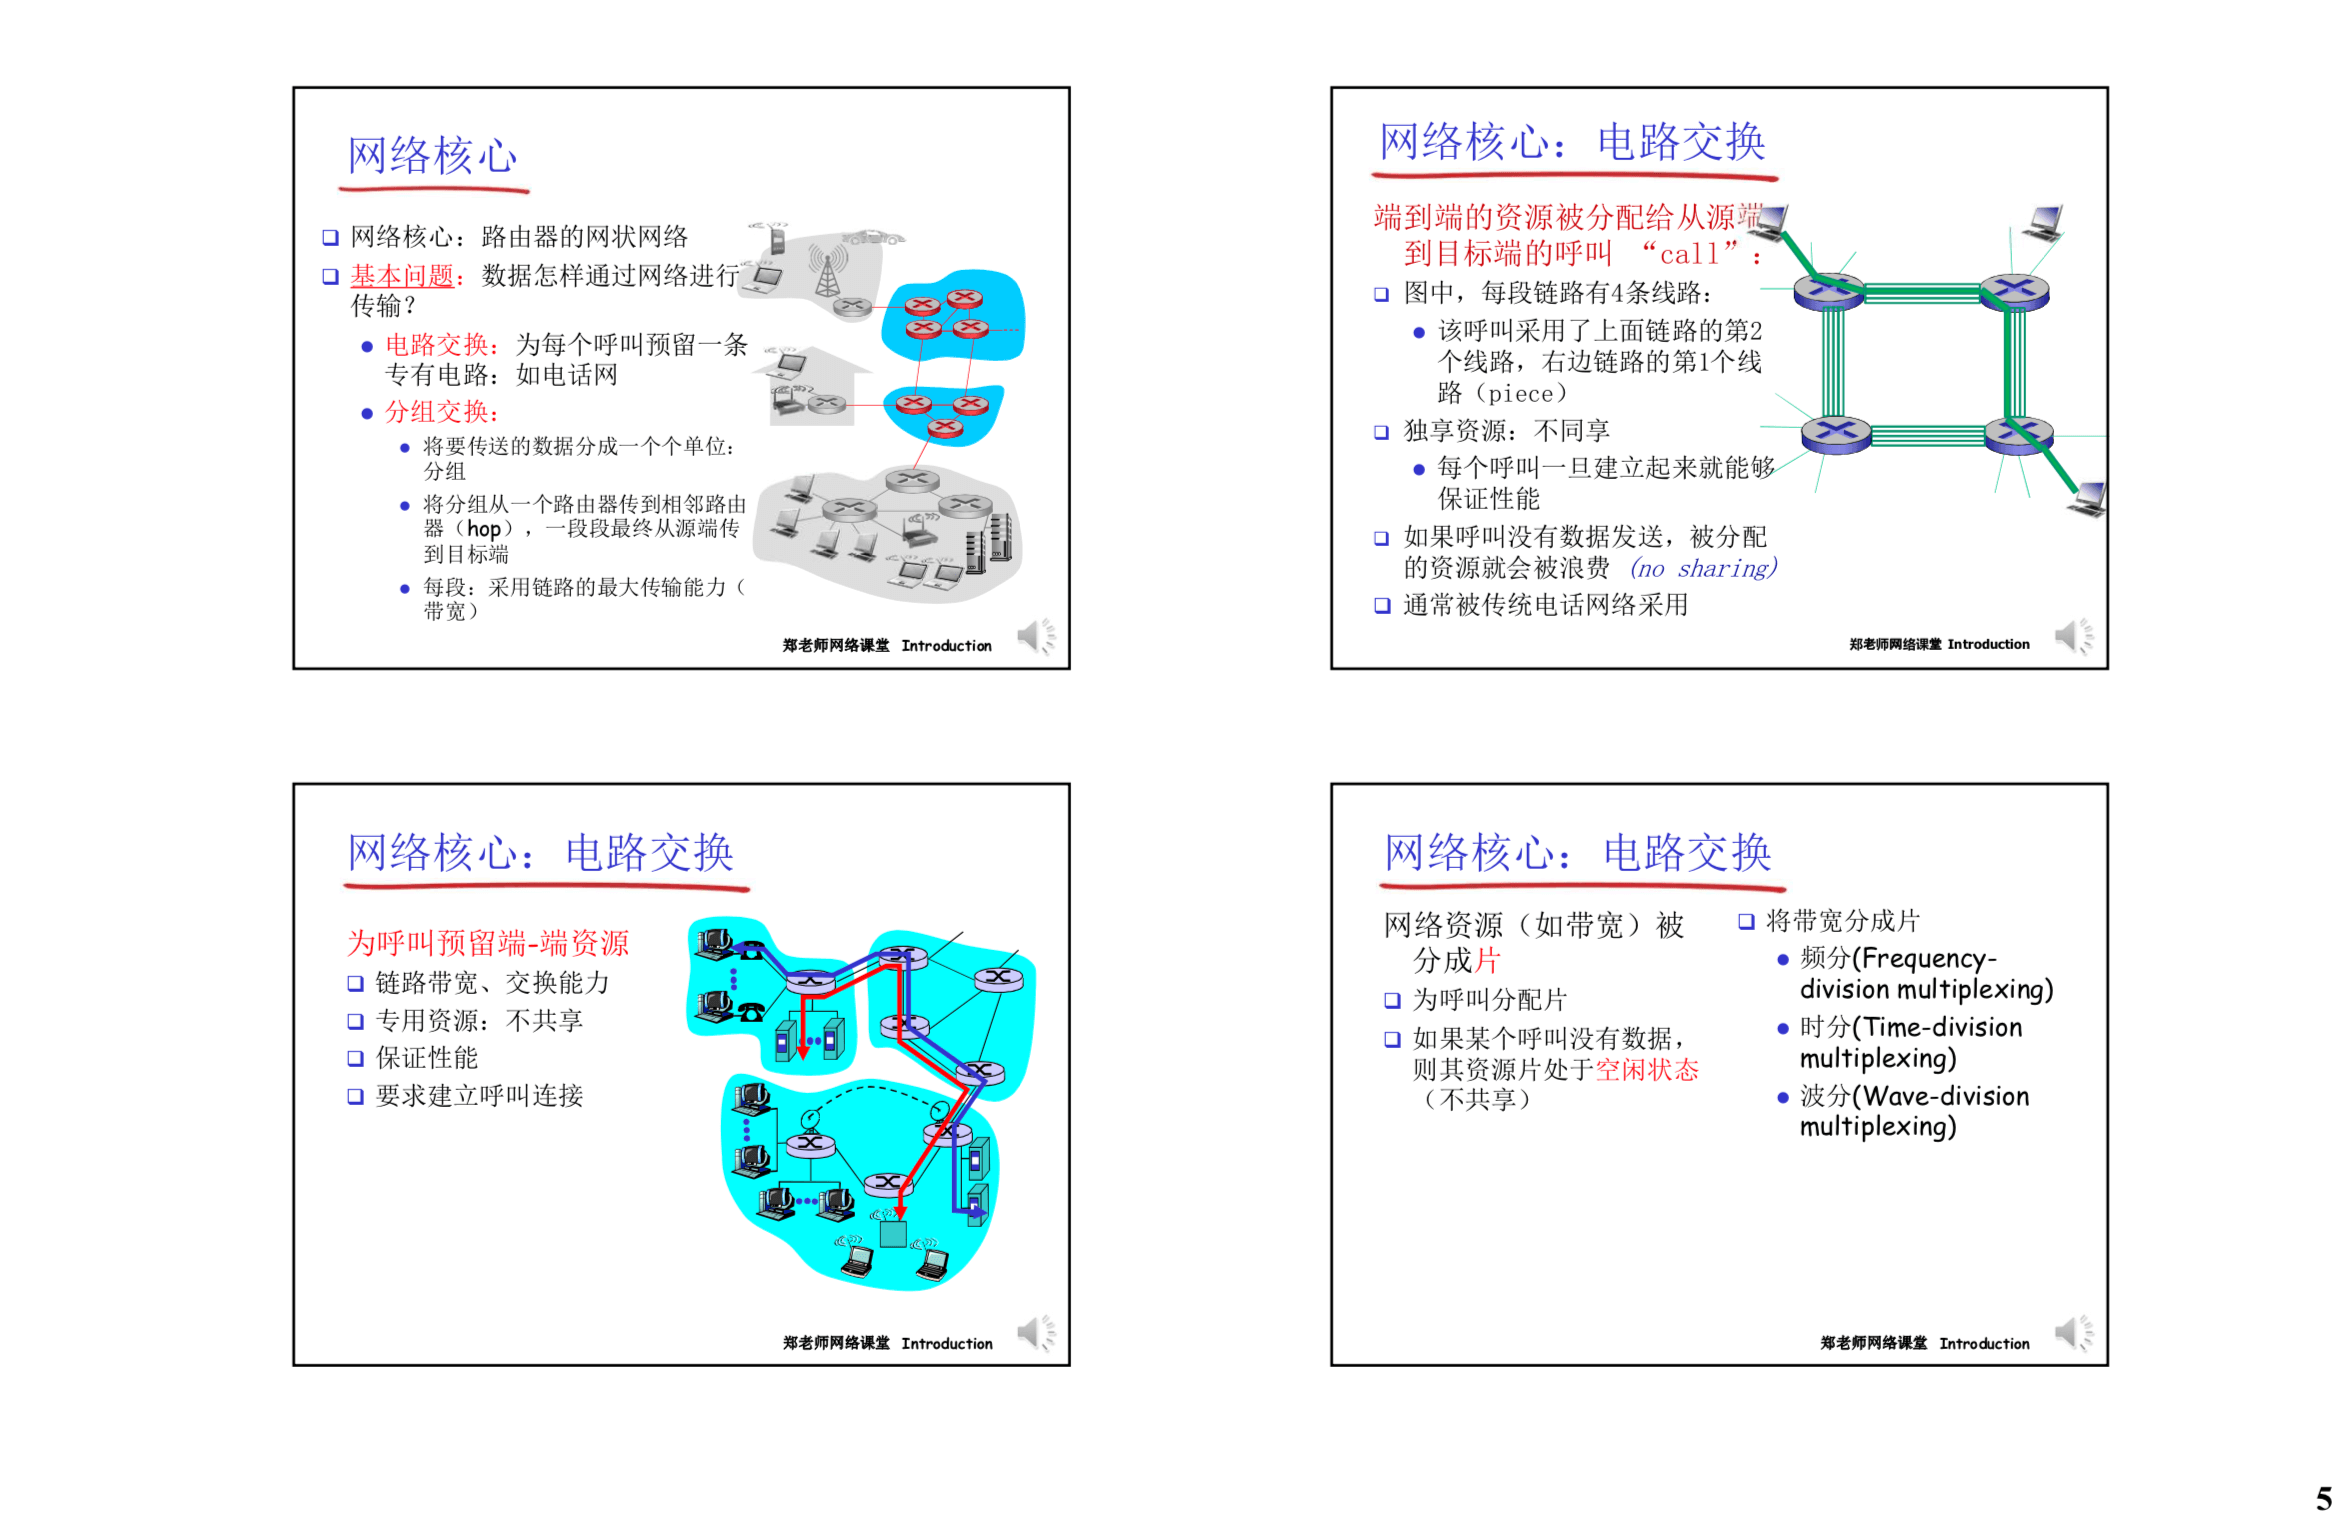 网络核心
网络核心：路由器的网状网络
基本问题：数据怎样通过网络进行
传输？
电路交换：为每个呼叫预留一条
专有电路：如电话网
分组交换：
将要传送的数据分成一个个单位：
分组
将分组从一个路由器传到相邻路由
器（hop），一段段最终从源端传
到目标端
每段：采用链路的最大传输能力（
带宽）
郑老师网络课堂 Introduction
网络核心：电路交换
端到端的资源被分配给从源端
到目标端的呼叫 “call”：
图中，每段链路有4条线路：
该呼叫采用了上面链路的第2
个线路，右边链路的第1个线
路（piece）
独享资源：不同享
每个呼叫一旦建立起来就能够
保证性能
如果呼叫没有数据发送，被分配
的资源就会被浪费 (no sharing)
通常被传统电话网络采用
郑老师网络课堂 Introduction
网络核心：电路交换
为呼叫预留端-端资源
链路带宽、交换能力
专用资源：不共享
保证性能
要求建立呼叫连接
郑老师网络课堂 Introduction
网络核心：电路交换
网络资源（如带宽）被
分成片
为呼叫分配片
如果某个呼叫没有数据，
则其资源片处于空闲状态
（不共享）
将带宽分成片
频分(Frequency-
division multiplexing)
时分(Time-division
multiplexing)
波分(Wave-division
multiplexing)
郑老师网络课堂 Introduction
5